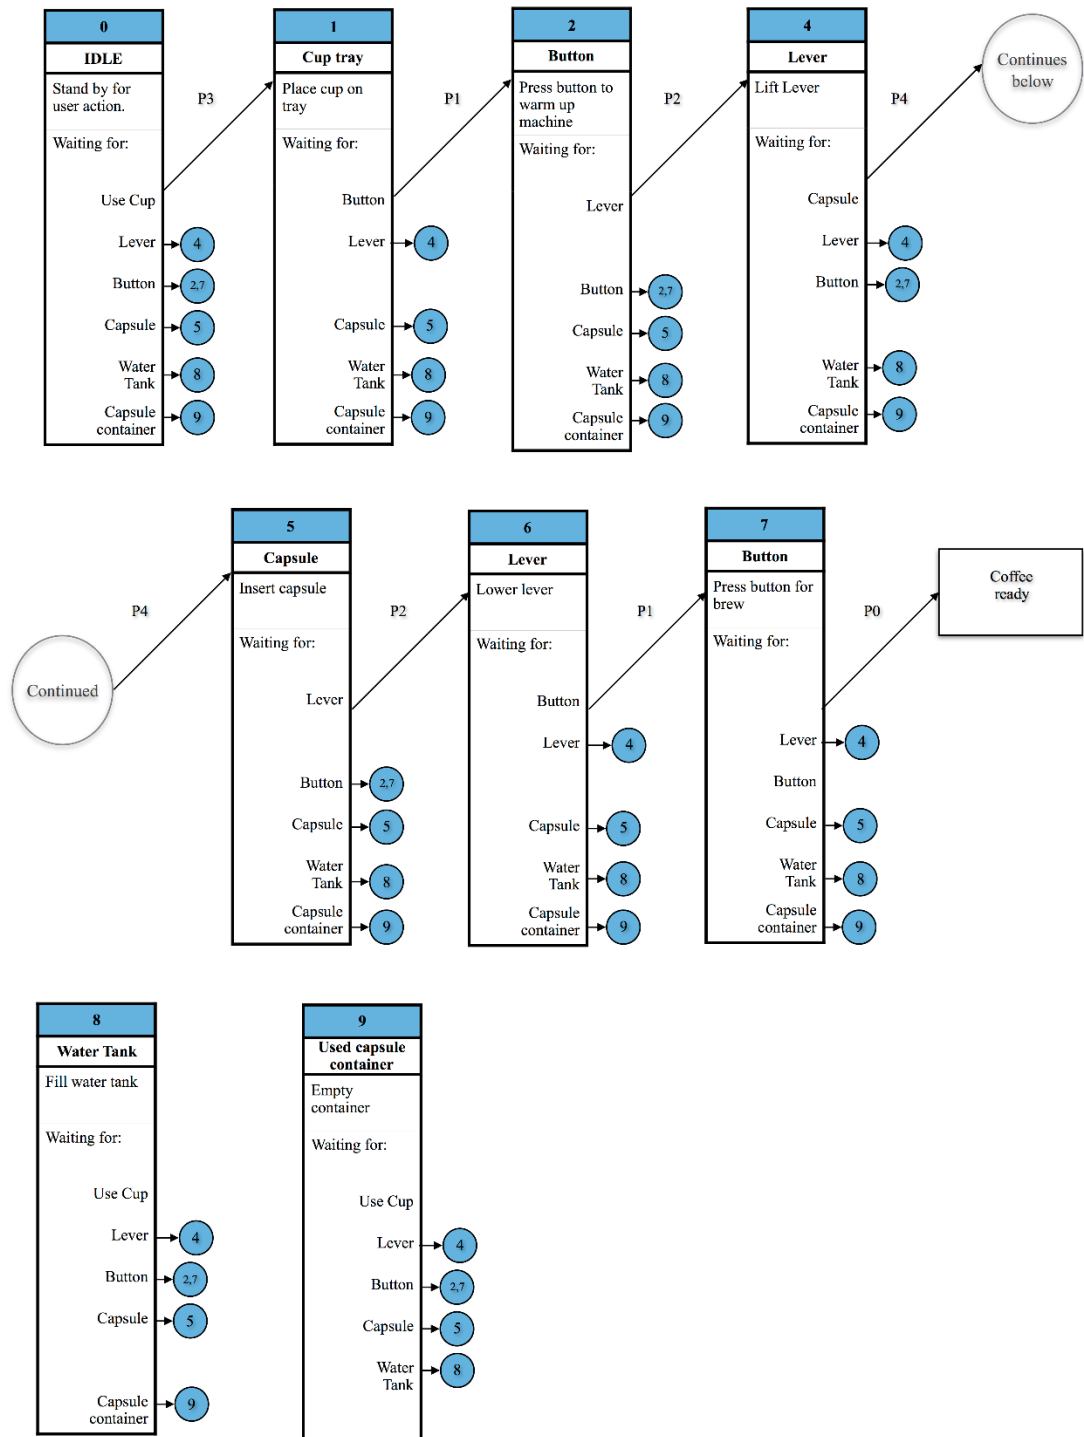 0
IDLE
Stand by for
user action.
Waiting for:
Use Cup
Lever
4
Button
2,7
Capsule
5
Water
Tank
8
Capsule
container
9
P3
1
Cup tray
Place cup on
tray
Waiting for:
Button
Lever
4
Capsule
5
Water
Tank
8
Capsule
container
9
P1
2
Button
Press button to
warm up
machine
Waiting for:
Lever
Button
2,7
Capsule
5
Water
Tank
8
Capsule
container
9
P2
4
Lever
Lift Lever
Waiting for:
Capsule
Lever
4
Button
2,7
Water
Tank
8
Capsule
container
9
P4
Continues
below
Continued
P4
5
Capsule
Insert capsule
Waiting for:
Lever
Button
2,7
Capsule
5
Water
Tank
8
Capsule
container
9
P2
6
Lever
Lower lever
Waiting for:
Button
Lever
4
Capsule
5
Water
Tank
8
Capsule
container
9
P1
7
Button
Press button for
brew
Waiting for:
Lever
4
Button
Capsule
5
Water
Tank
8
Capsule
container
9
P0
Coffee
ready
8
Water Tank
Fill water tank
Waiting for:
Use Cup
Lever
4
Button
2,7
Capsule
5
Capsule
container
9
9
Used capsule
container
Empty
container
Waiting for:
Use Cup
Lever
4
Button
2,7
Capsule
5
Water
Tank
8